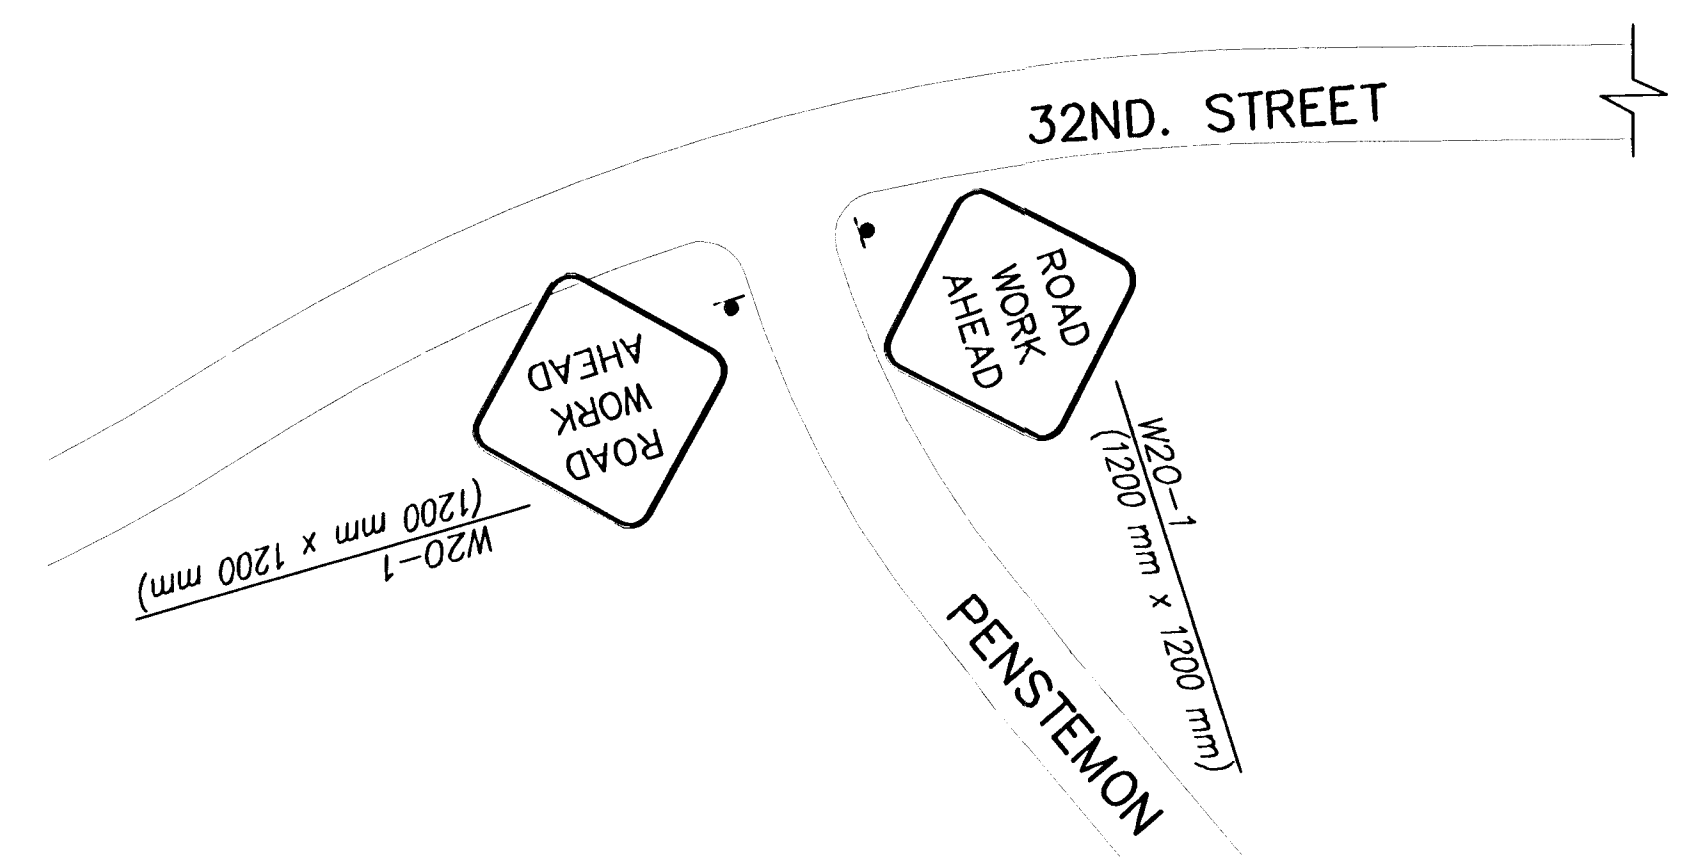 32ND. STREET
ROAD
WORK
AHEAD
W20-1
(1200 mm x 1200 mm)
ROAD
WORK
AHEAD
W20-1
(1200 mm x 1200 mm)
PENSTEMON